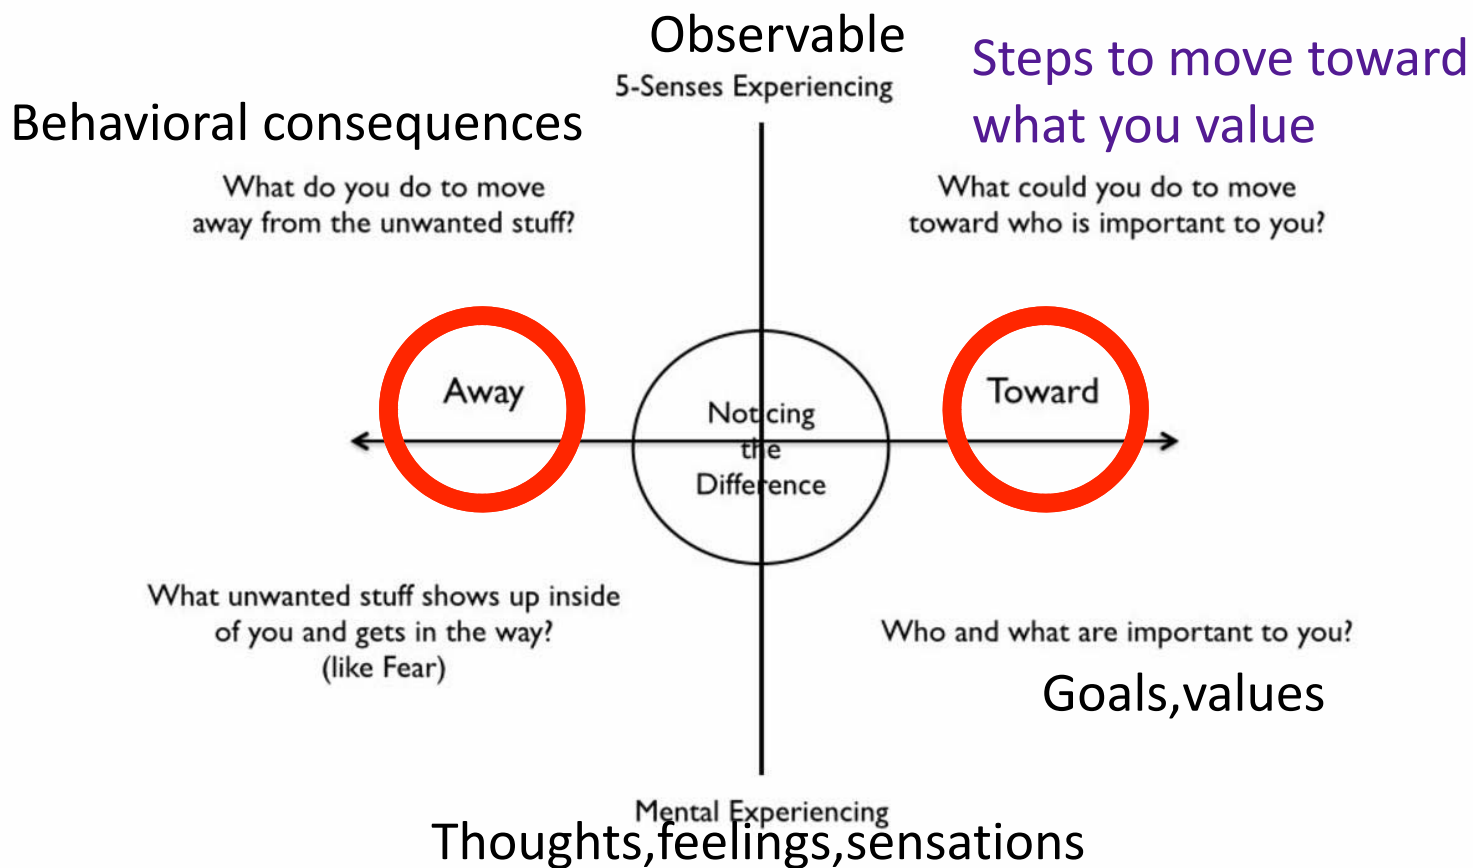 Observable
5-Senses Experiencing
Steps to move toward
what you value
Behavioral consequences
What do you do to move
away from the unwanted stuff?
What could you do to move
toward who is important to you?
Away
Noticing
the
Difference
Toward
What unwanted stuff shows up inside
of you and gets in the way?
(like Fear)
Who and what are important to you?
Goals,values
Mental Experiencing
Thoughts,feelings,sensations